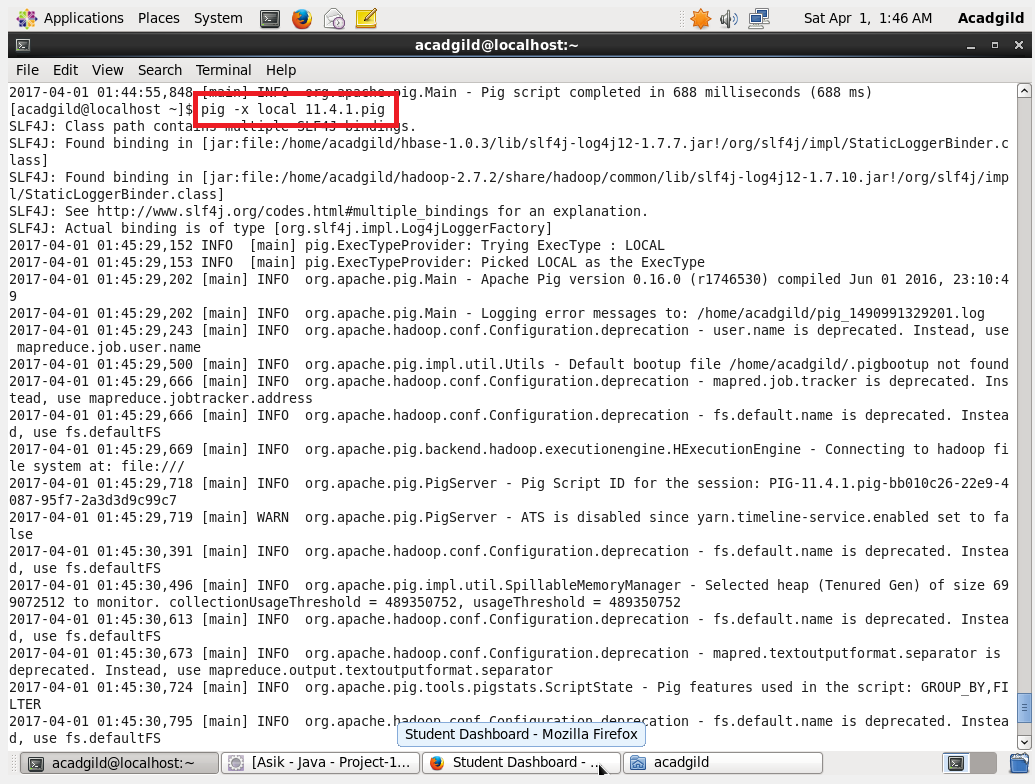 Applications Places System Sat Apr 1, 1:46 AM Acadgild
acadgild@localhost:~
File Edit View Search Terminal Help
2017-04-01 01:44:55,848 [main] INFO org.apache.pig.Main - Pig script completed in 688 milliseconds (688 ms)
[acadgild@localhost ~]$ pig -x local 11.4.1.pig
SLF4J: Class path contains multiple SLF4J bindings.
SLF4J: Found binding in [jar:file:/home/acadgild/hbase-1.0.3/lib/slf4j-log4j12-1.7.7.jar!/org/slf4j/impl/StaticLoggerBinder.c
lass]
SLF4J: Found binding in [jar:file:/home/acadgild/hadoop-2.7.2/share/hadoop/common/lib/slf4j-log4j12-1.7.10.jar!/org/slf4j/imp
l/StaticLoggerBinder.class]
SLF4J: See http://www.slf4j.org/codes.html#multiple_bindings for an explanation.
SLF4J: Actual binding is of type [org.slf4j.impl.Log4jLoggerFactory]
2017-04-01 01:45:29,152 INFO  [main] pig.ExecTypeProvider: Trying ExecType : LOCAL
2017-04-01 01:45:29,153 INFO  [main] pig.ExecTypeProvider: Picked LOCAL as the ExecType
2017-04-01 01:45:29,202 [main] INFO  org.apache.pig.Main - Apache Pig version 0.16.0 (r1746530) compiled Jun 01 2016, 23:10:4
9
2017-04-01 01:45:29,202 [main] INFO  org.apache.pig.Main - Logging error messages to: /home/acadgild/pig_1490991329201.log
2017-04-01 01:45:29,243 [main] INFO  org.apache.hadoop.conf.Configuration.deprecation - user.name is deprecated. Instead, use
 mapreduce.job.user.name
2017-04-01 01:45:29,500 [main] INFO  org.apache.pig.impl.util.Utils - Default bootup file /home/acadgild/.pigbootup not found
2017-04-01 01:45:29,666 [main] INFO  org.apache.hadoop.conf.Configuration.deprecation - mapred.job.tracker is deprecated. Ins
tead, use mapreduce.jobtracker.address
2017-04-01 01:45:29,666 [main] INFO  org.apache.hadoop.conf.Configuration.deprecation - fs.default.name is deprecated. Instea
d, use fs.defaultFS
2017-04-01 01:45:29,669 [main] INFO  org.apache.pig.backend.hadoop.executionengine.HExecutionEngine - Connecting to hadoop fi
le system at: file:///
2017-04-01 01:45:29,718 [main] INFO  org.apache.pig.PigServer - Pig Script ID for the session: PIG-11.4.1.pig-bb010c26-22e9-4
087-95f7-2a3d3d9c99c7
2017-04-01 01:45:29,719 [main] WARN  org.apache.pig.PigServer - ATS is disabled since yarn.timeline-service.enabled set to fa
lse
2017-04-01 01:45:30,391 [main] INFO  org.apache.hadoop.conf.Configuration.deprecation - fs.default.name is deprecated. Instea
d, use fs.defaultFS
2017-04-01 01:45:30,496 [main] INFO  org.apache.pig.impl.util.SpillableMemoryManager - Selected heap (Tenured Gen) of size 69
9072512 to monitor. collectionUsageThreshold = 489350752, usageThreshold = 489350752
2017-04-01 01:45:30,613 [main] INFO  org.apache.hadoop.conf.Configuration.deprecation - fs.default.name is deprecated. Instea
d, use fs.defaultFS
2017-04-01 01:45:30,673 [main] INFO  org.apache.hadoop.conf.Configuration.deprecation - mapred.textoutputformat.separator is
deprecated. Instead, use mapreduce.output.textoutputformat.separator
2017-04-01 01:45:30,724 [main] INFO  org.apache.pig.tools.pigstats.ScriptState - Pig features used in the script: GROUP_BY,FI
LTER
2017-04-01 01:45:30,795 [main] INFO  org.apache.hadoop.conf.Configuration.deprecation - fs.default.name is deprecated. Instea
d, use fs.defaultFS
Student Dashboard - Mozilla Firefox
acadgild@localhost:~ [Asik - Java - Project-1... Student Dashboard - ... acadgild